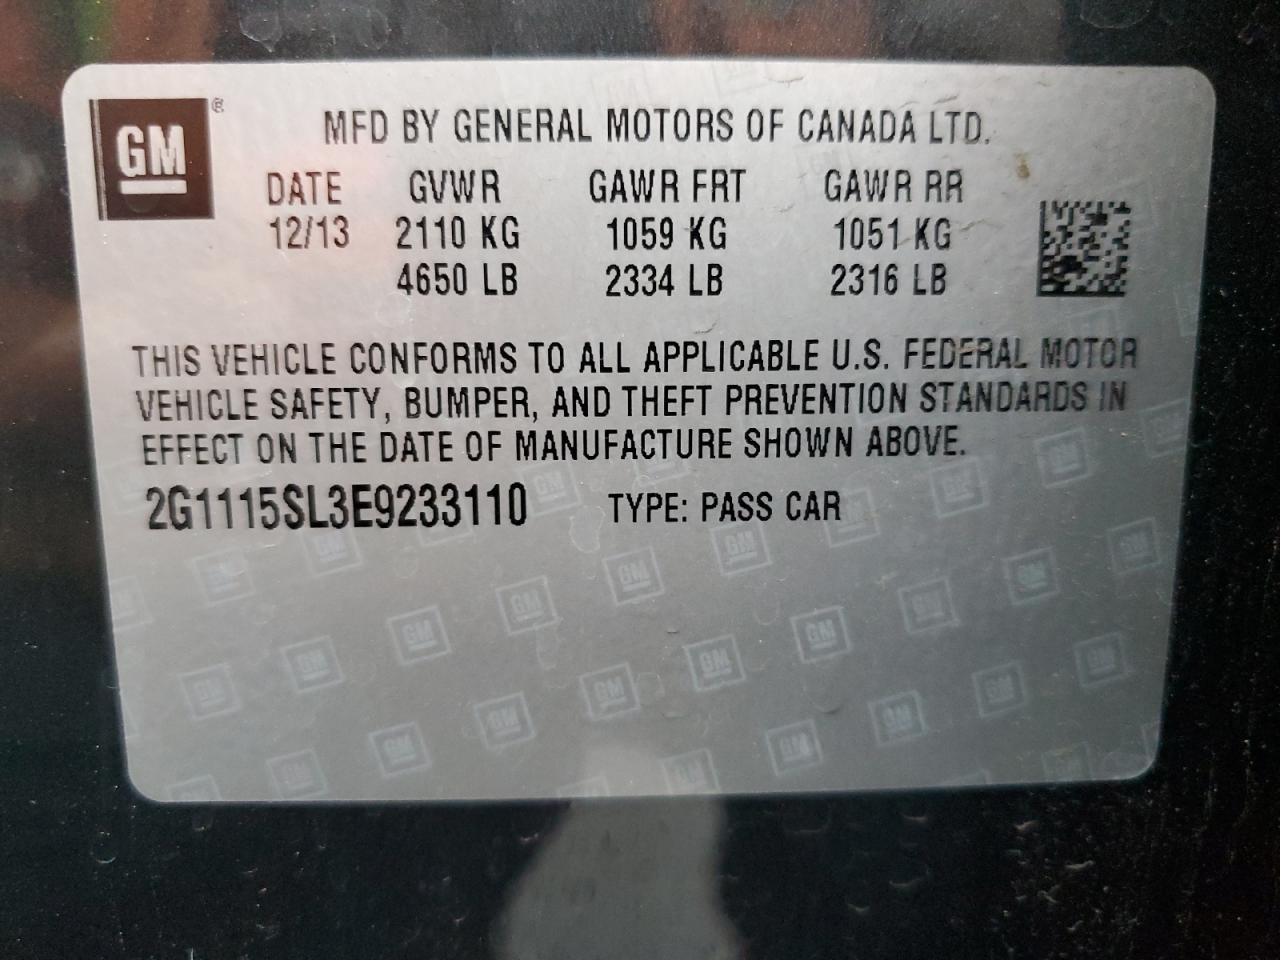 GM®
MFD BY GENERAL MOTORS OF CANADA LTD.
DATE GVWR GAWR FRT GAWR RR
12/13 2110 KG 1059 KG 1051 KG
4650 LB 2334 LB 2316 LB
THIS VEHICLE CONFORMS TO ALL APPLICABLE U.S. FEDERAL MOTOR
VEHICLE SAFETY, BUMPER, AND THEFT PREVENTION STANDARDS IN
EFFECT ON THE DATE OF MANUFACTURE SHOWN ABOVE.
2G1115SL3E9233110 TYPE: PASS CAR